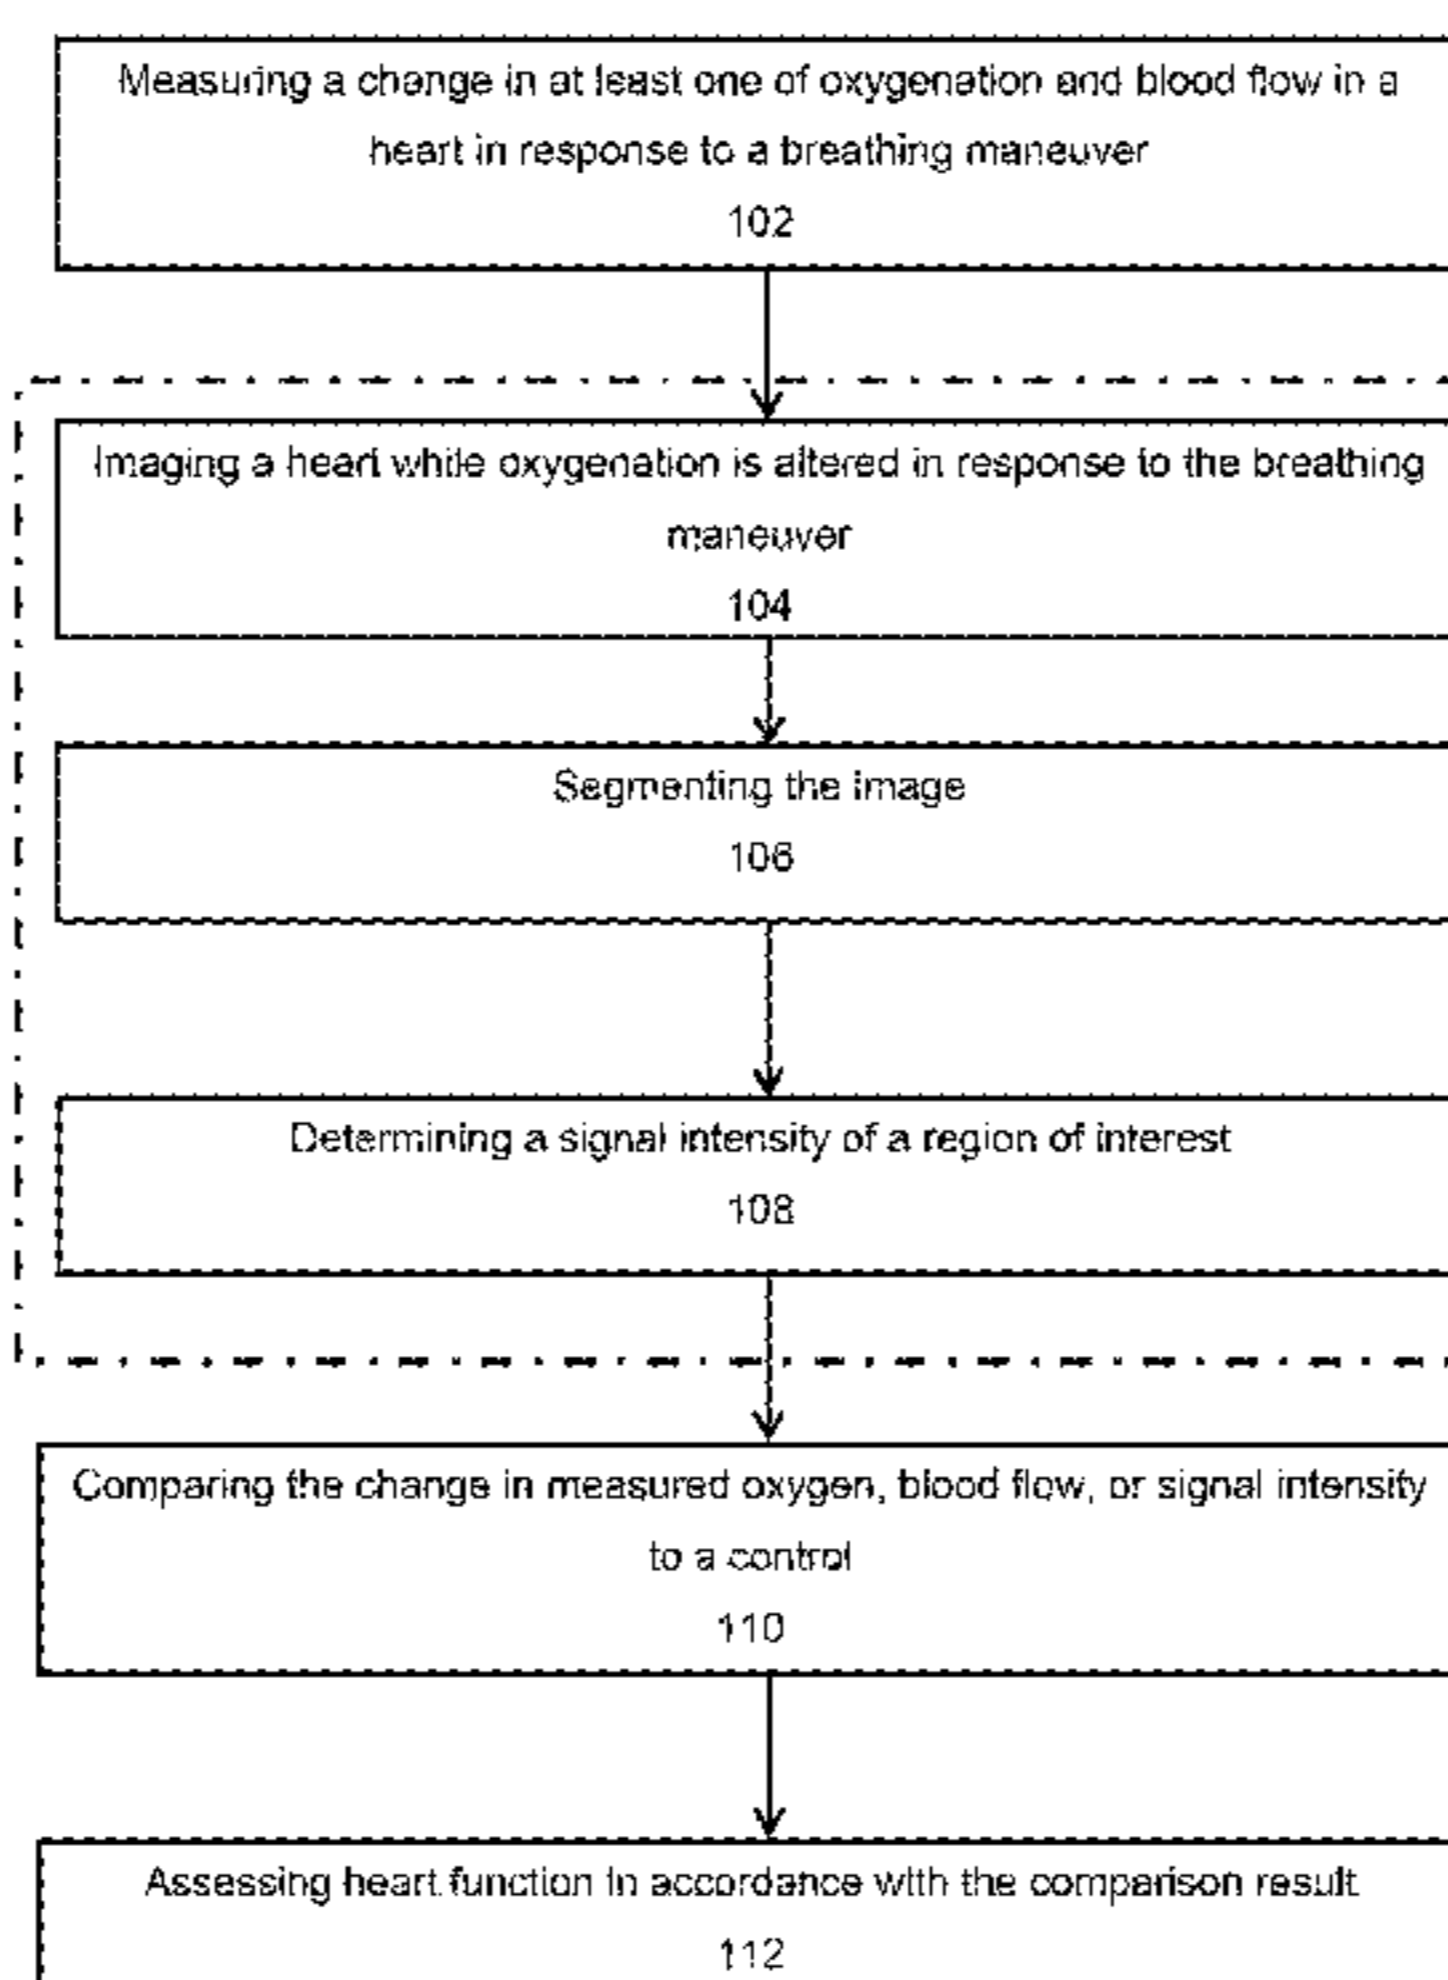 Measuring a change in at least one of oxygenation and blood flow in a
heart in response to a breathing maneuver
102
Imaging a heart while oxygenation is altered in response to the breathing
maneuver
104
Segmenting the image
106
Determining a signal intensity of a region of interest
108
Comparing the change in measured oxygen, blood flow, or signal intensity
to a control
110
Assessing heart function in accordance with the comparison result
112